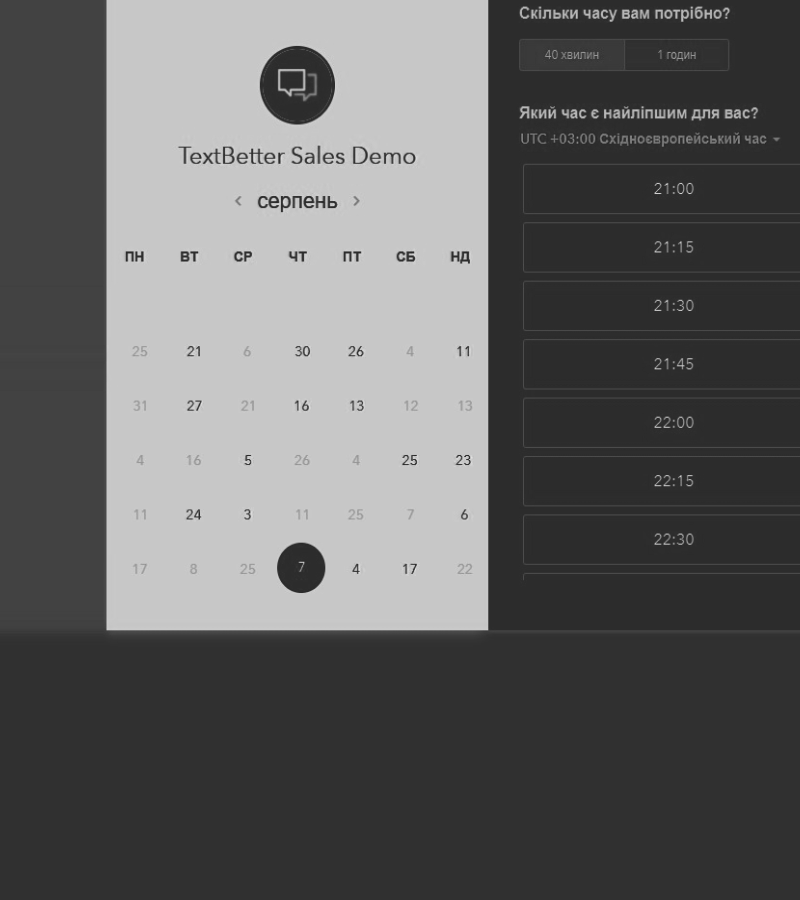 TextBetter Sales Demo
‹ серпень ›
ПН ВТ СР ЧТ ПТ СБ НД
25 21 6 30 26 4 11
31 27 21 16 13 12 13
4 16 5 26 4 25 23
11 24 3 11 25 7 6
17 8 25 7 4 17 22
Скільки часу вам потрібно?
40 хвилин 1 годин
Який час є найліпшим для вас?
UTC +03:00 Східноєвропейський час
21:00
21:15
21:30
21:45
22:00
22:15
22:30